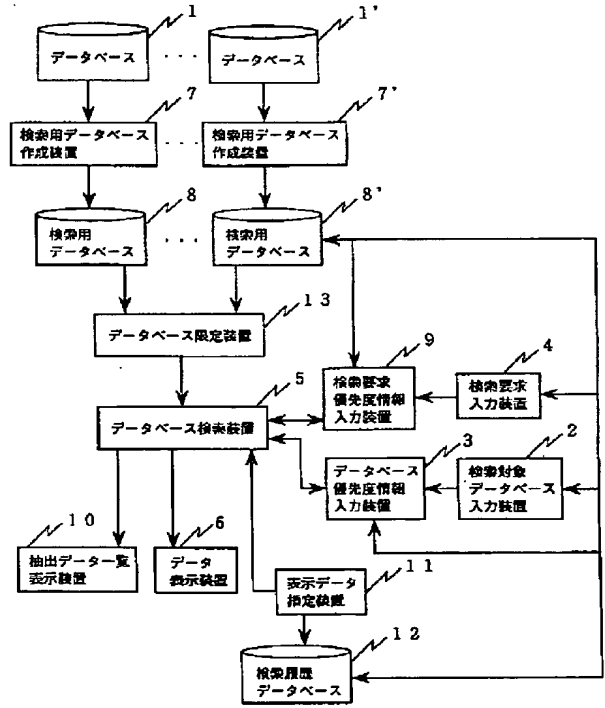 1
データベース
・・・
1'
データベース
7
検索用データベース
作成装置
・・・
7'
検索用データベース
作成装置
8
検索用
データベース
・・・
8'
検索用
データベース
13
データベース限定装置
5
データベース検索装置
9
検索要求
優先度情報
入力装置
4
検索要求
入力装置
3
データベース
優先度情報
入力装置
2
検索対象
データベース
入力装置
10
抽出データ一覧
表示装置
6
データ
表示装置
11
表示データ
指定装置
12
検索履歴
データベース